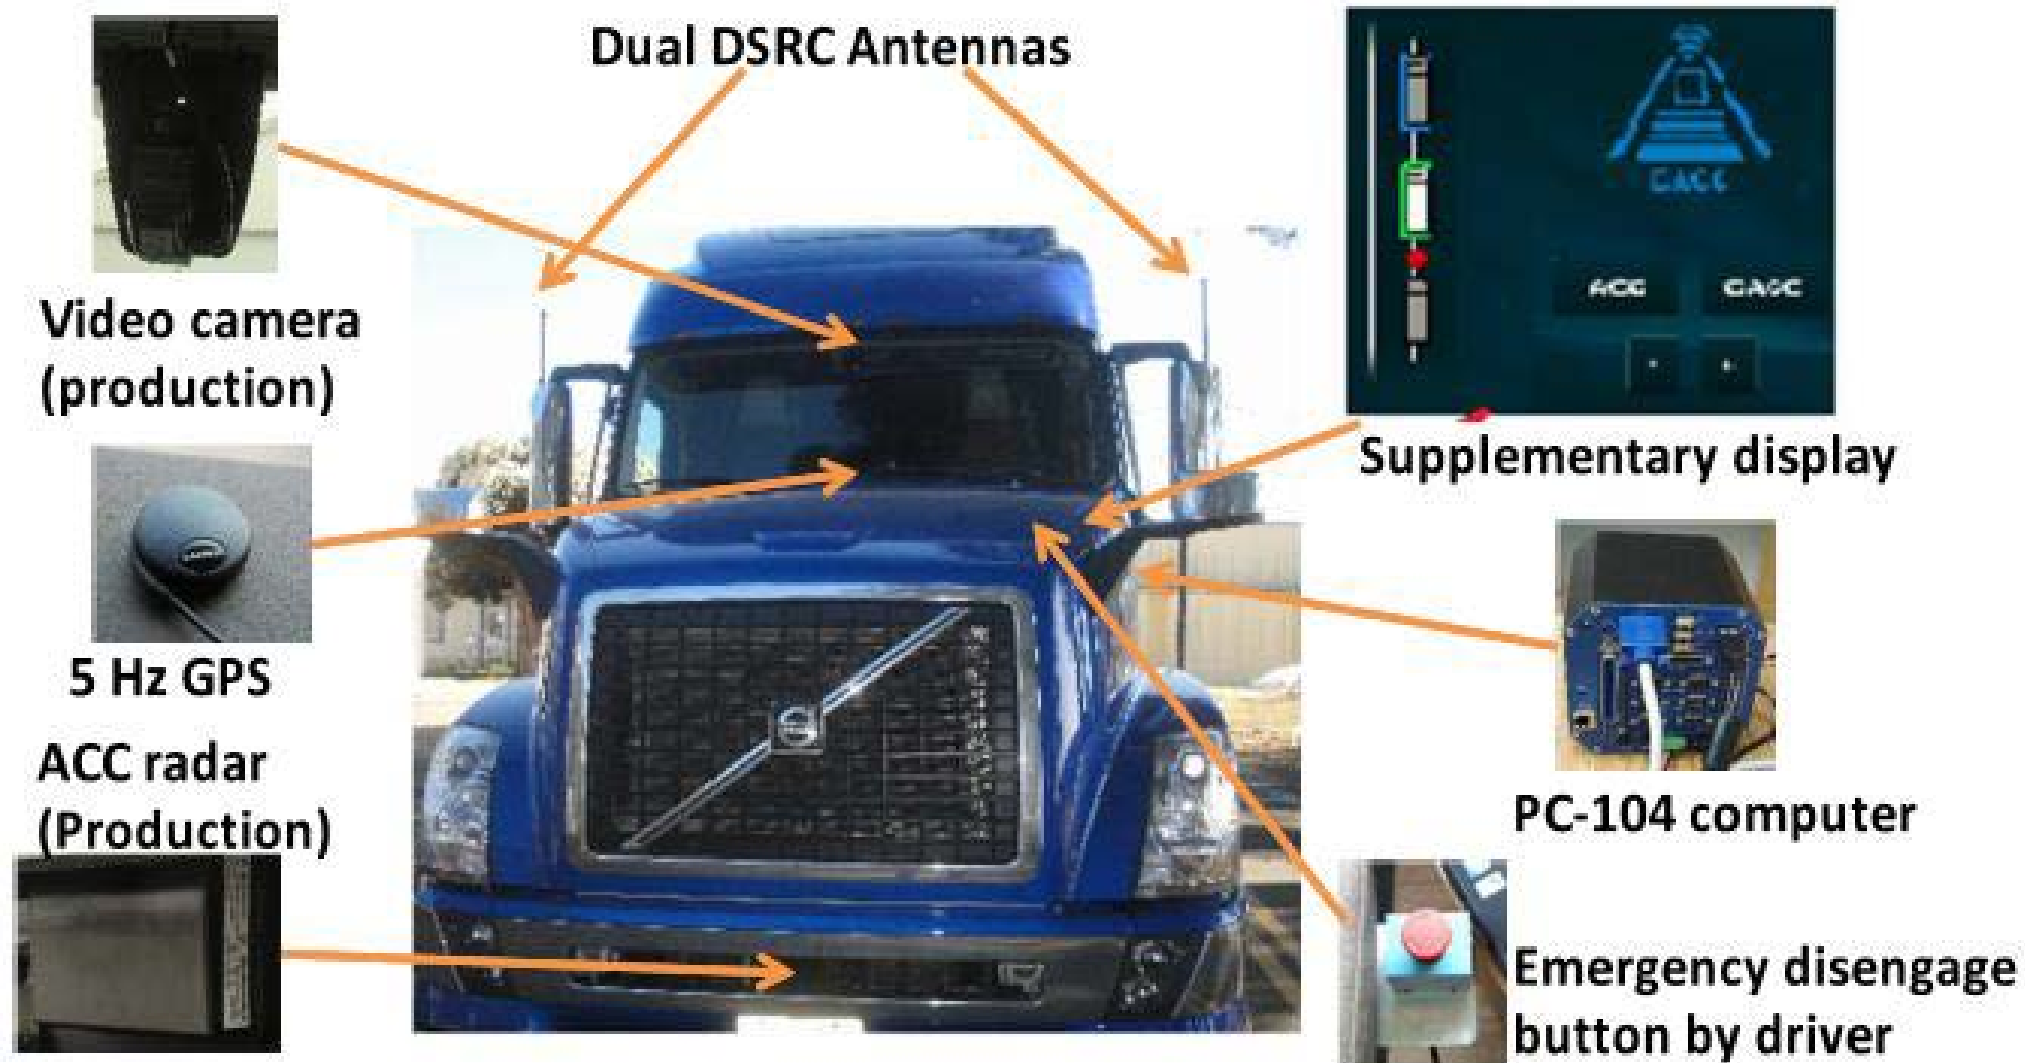 Dual DSRC Antennas
Video camera
(production)
CACC
ACC
CACC
Supplementary display
5 Hz GPS
ACC radar
(Production)
PC-104 computer
Emergency disengage
button by driver